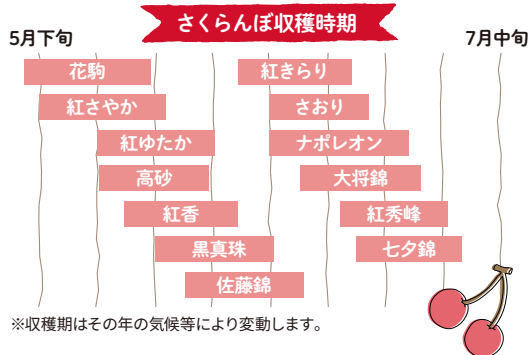 さくらんぼ収穫時期
5月下旬
7月中旬
花駒
紅きらり
紅さやか
さおり
紅ゆたか
ナポレオン
高砂
大将錦
紅香
紅秀峰
黒真珠
七夕錦
佐藤錦
※収穫期はその年の気候等により変動します。